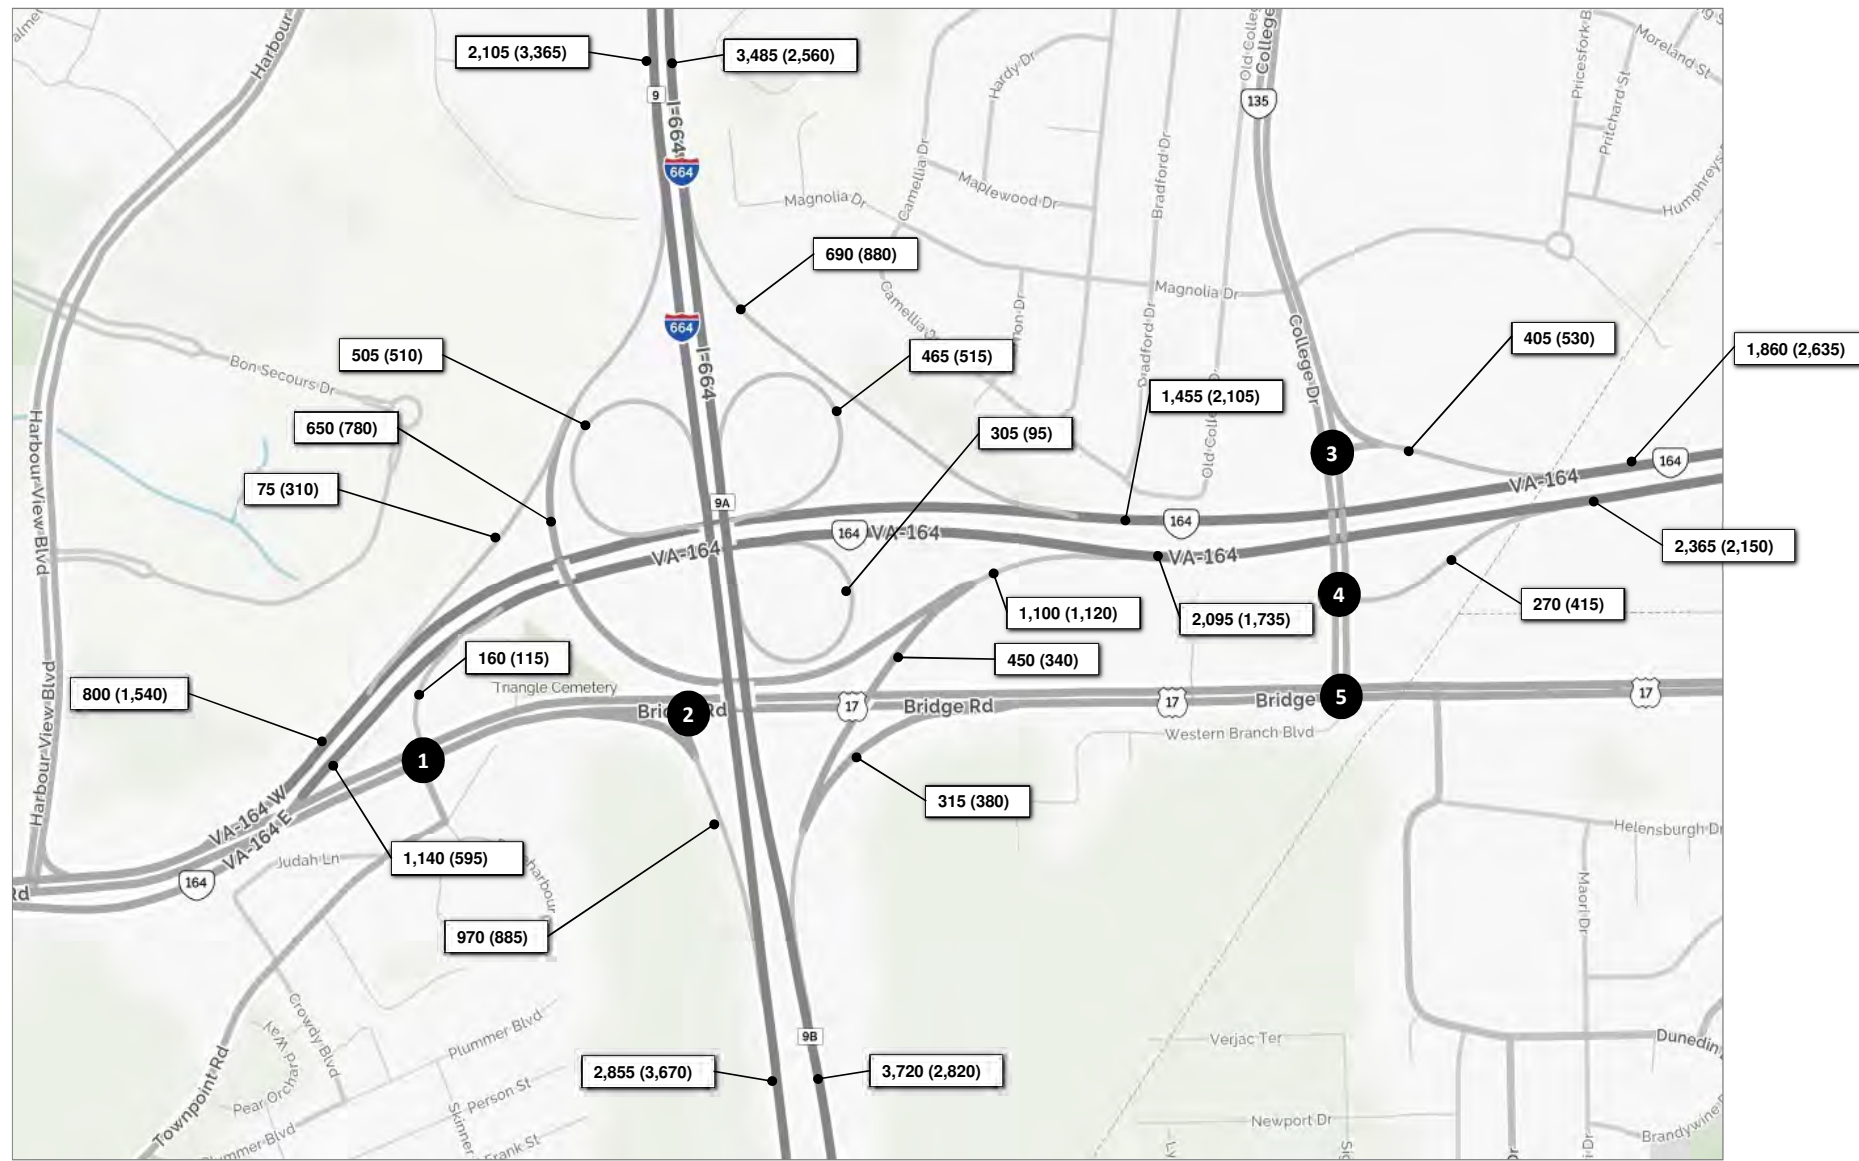 Harbour
2,105 (3,365)
3,485 (2,560)
9
I-664
664
College
Old College
135
Hardy Dr
Pricesfork B
Moreland St
Pritchard St
Humphreys
Camellia Dr
Maplewood Dr
Bradford Dr
Magnolia Dr
690 (880)
Magnolia Dr
664
I-664
505 (510)
465 (515)
Bradford Dr
College Dr
405 (530)
1,860 (2,635)
Bon Secours Dr
650 (780)
305 (95)
1,455 (2,105)
3
164
VA-164
75 (310)
9A
164
VA-164
164
VA-164
VA-164
2,365 (2,150)
Harbour View Blvd
1,100 (1,120)
2,095 (1,735)
4
270 (415)
160 (115)
450 (340)
Triangle Cemetery
800 (1,540)
2
17
Bridge Rd
17
Bridge
5
17
Western Branch Blvd
1
Harbour View Blvd
VA-164 W
VA-164 E
315 (380)
1,140 (595)
Judah Ln
harbour
164
Rd
Helensburgh Dr
Maori Dr
970 (885)
Crowdy Blvd
Plummer Blvd
9B
Verjac Ter
Dunedin
2,855 (3,670)
3,720 (2,820)
Pear Orchard Way
Person St
Skinner
Newport Dr
Townpoint Rd
Plummer Blvd
Frank St
Brandywine